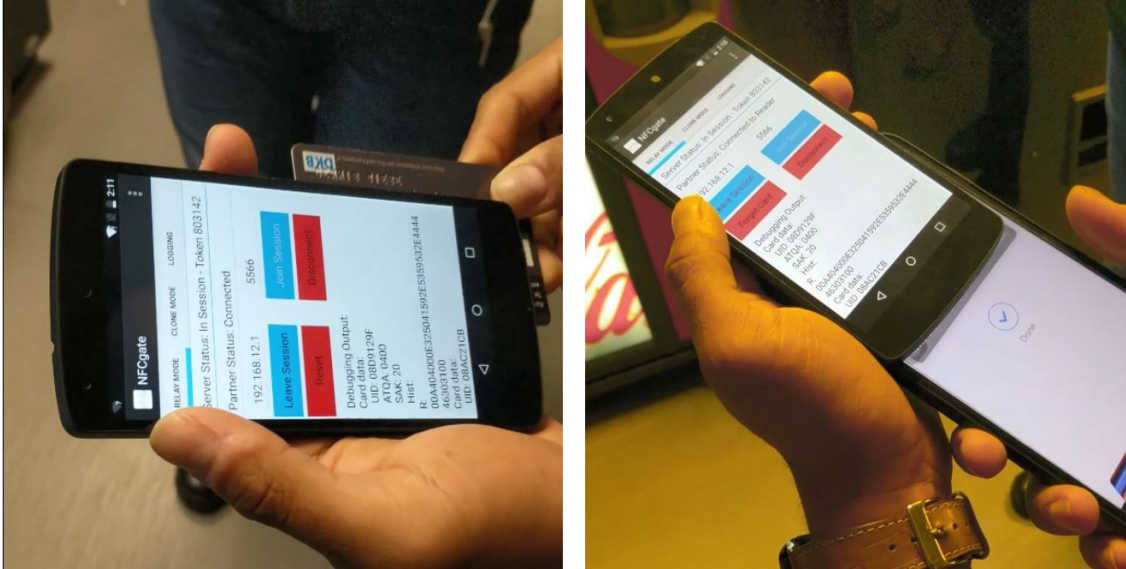 2:11
NFCgate
RELAY MODE CLONE MODE LOGGING
Server Status: In Session - Token 803142
Partner Status: Connected
192.168.12.1 5566
Leave Session Join Session
Reset Disconnect
Debugging Output:
Card data:
UID: 08D9129F
ATQA: 0400
SAK: 20
Hist:
R:
00A404000E325041592E5359532E4444
46303100
Card data:
UID: 08AC21CB
DKB
NFCgate
RELAY MODE CLONE MODE LOGGING
Server Status: In Session - Token 803142
Partner Status: Connected to Reader
192.168.12.1 5566
Leave Session Join Session
Forget Card Disconnect
Debugging Output:
Card data:
UID: 08D9129F
ATQA: 0400
SAK: 20
Hist:
R:
00A404000E325041592E5359532E4444
46303100
Card data:
UID: 08AC21CB
Done